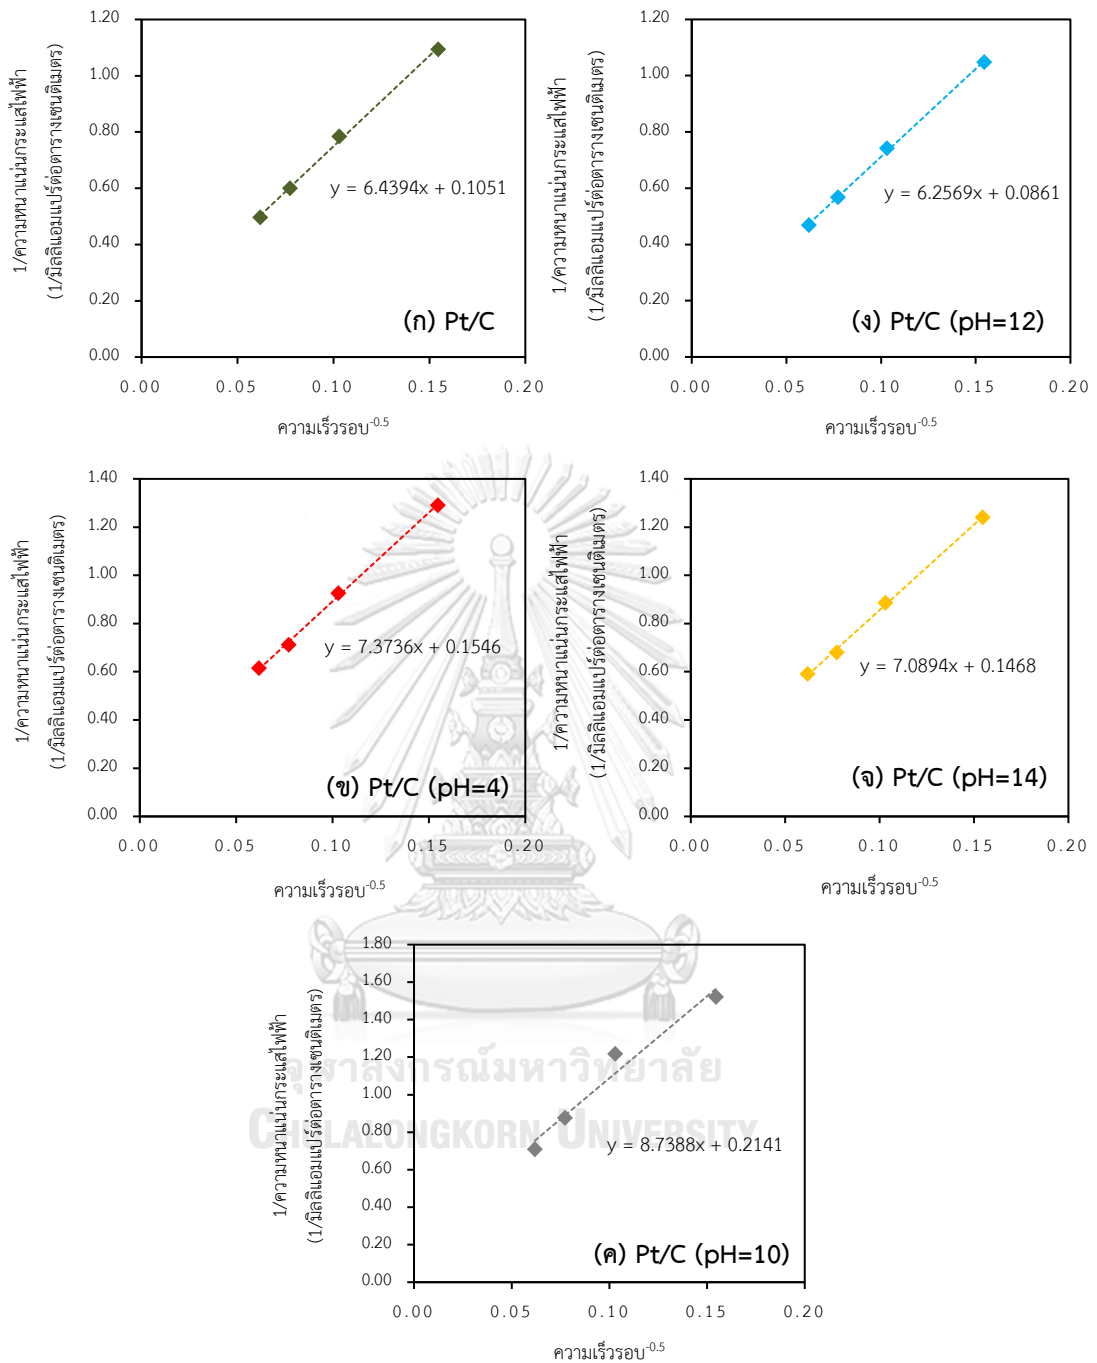 1/ความหนาแน่นกระแสไฟฟ้า
(1/มิลลิแอมแปร์ต่อตารางเซนติเมตร)
1.20
1.00
0.80
0.60
0.40
0.20
0.00
y = 6.4394x + 0.1051
(ก) Pt/C
0.00 0.05 0.10 0.15 0.20
ความเร็วรอบ-0.5
1/ความหนาแน่นกระแสไฟฟ้า
(1/มิลลิแอมแปร์ต่อตารางเซนติเมตร)
1.20
1.00
0.80
0.60
0.40
0.20
0.00
y = 6.2569x + 0.0861
(ง) Pt/C (pH=12)
0.00 0.05 0.10 0.15 0.20
ความเร็วรอบ-0.5
1/ความหนาแน่นกระแสไฟฟ้า
(1/มิลลิแอมแปร์ต่อตารางเซนติเมตร)
1.40
1.20
1.00
0.80
0.60
0.40
0.20
0.00
y = 7.3736x + 0.1546
(ข) Pt/C (pH=4)
0.00 0.05 0.10 0.15 0.20
ความเร็วรอบ-0.5
1/ความหนาแน่นกระแสไฟฟ้า
(1/มิลลิแอมแปร์ต่อตารางเซนติเมตร)
1.40
1.20
1.00
0.80
0.60
0.40
0.20
0.00
y = 7.0894x + 0.1468
(จ) Pt/C (pH=14)
0.00 0.05 0.10 0.15 0.20
ความเร็วรอบ-0.5
1/ความหนาแน่นกระแสไฟฟ้า
(1/มิลลิแอมแปร์ต่อตารางเซนติเมตร)
1.80
1.60
1.40
1.20
1.00
0.80
0.60
0.40
0.20
0.00
y = 8.7388x + 0.2141
(ค) Pt/C (pH=10)
0.00 0.05 0.10 0.15 0.20
ความเร็วรอบ-0.5
จุฬาลงกรณ์มหาวิทยาลัย
CHULALONGKORN UNIVERSITY